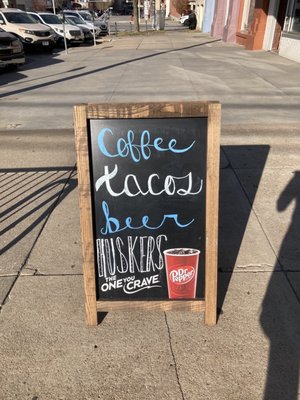 Coffee
tacos
beer
HUSKERS
THE
ONE YOU CRAVE
Dr Pepper